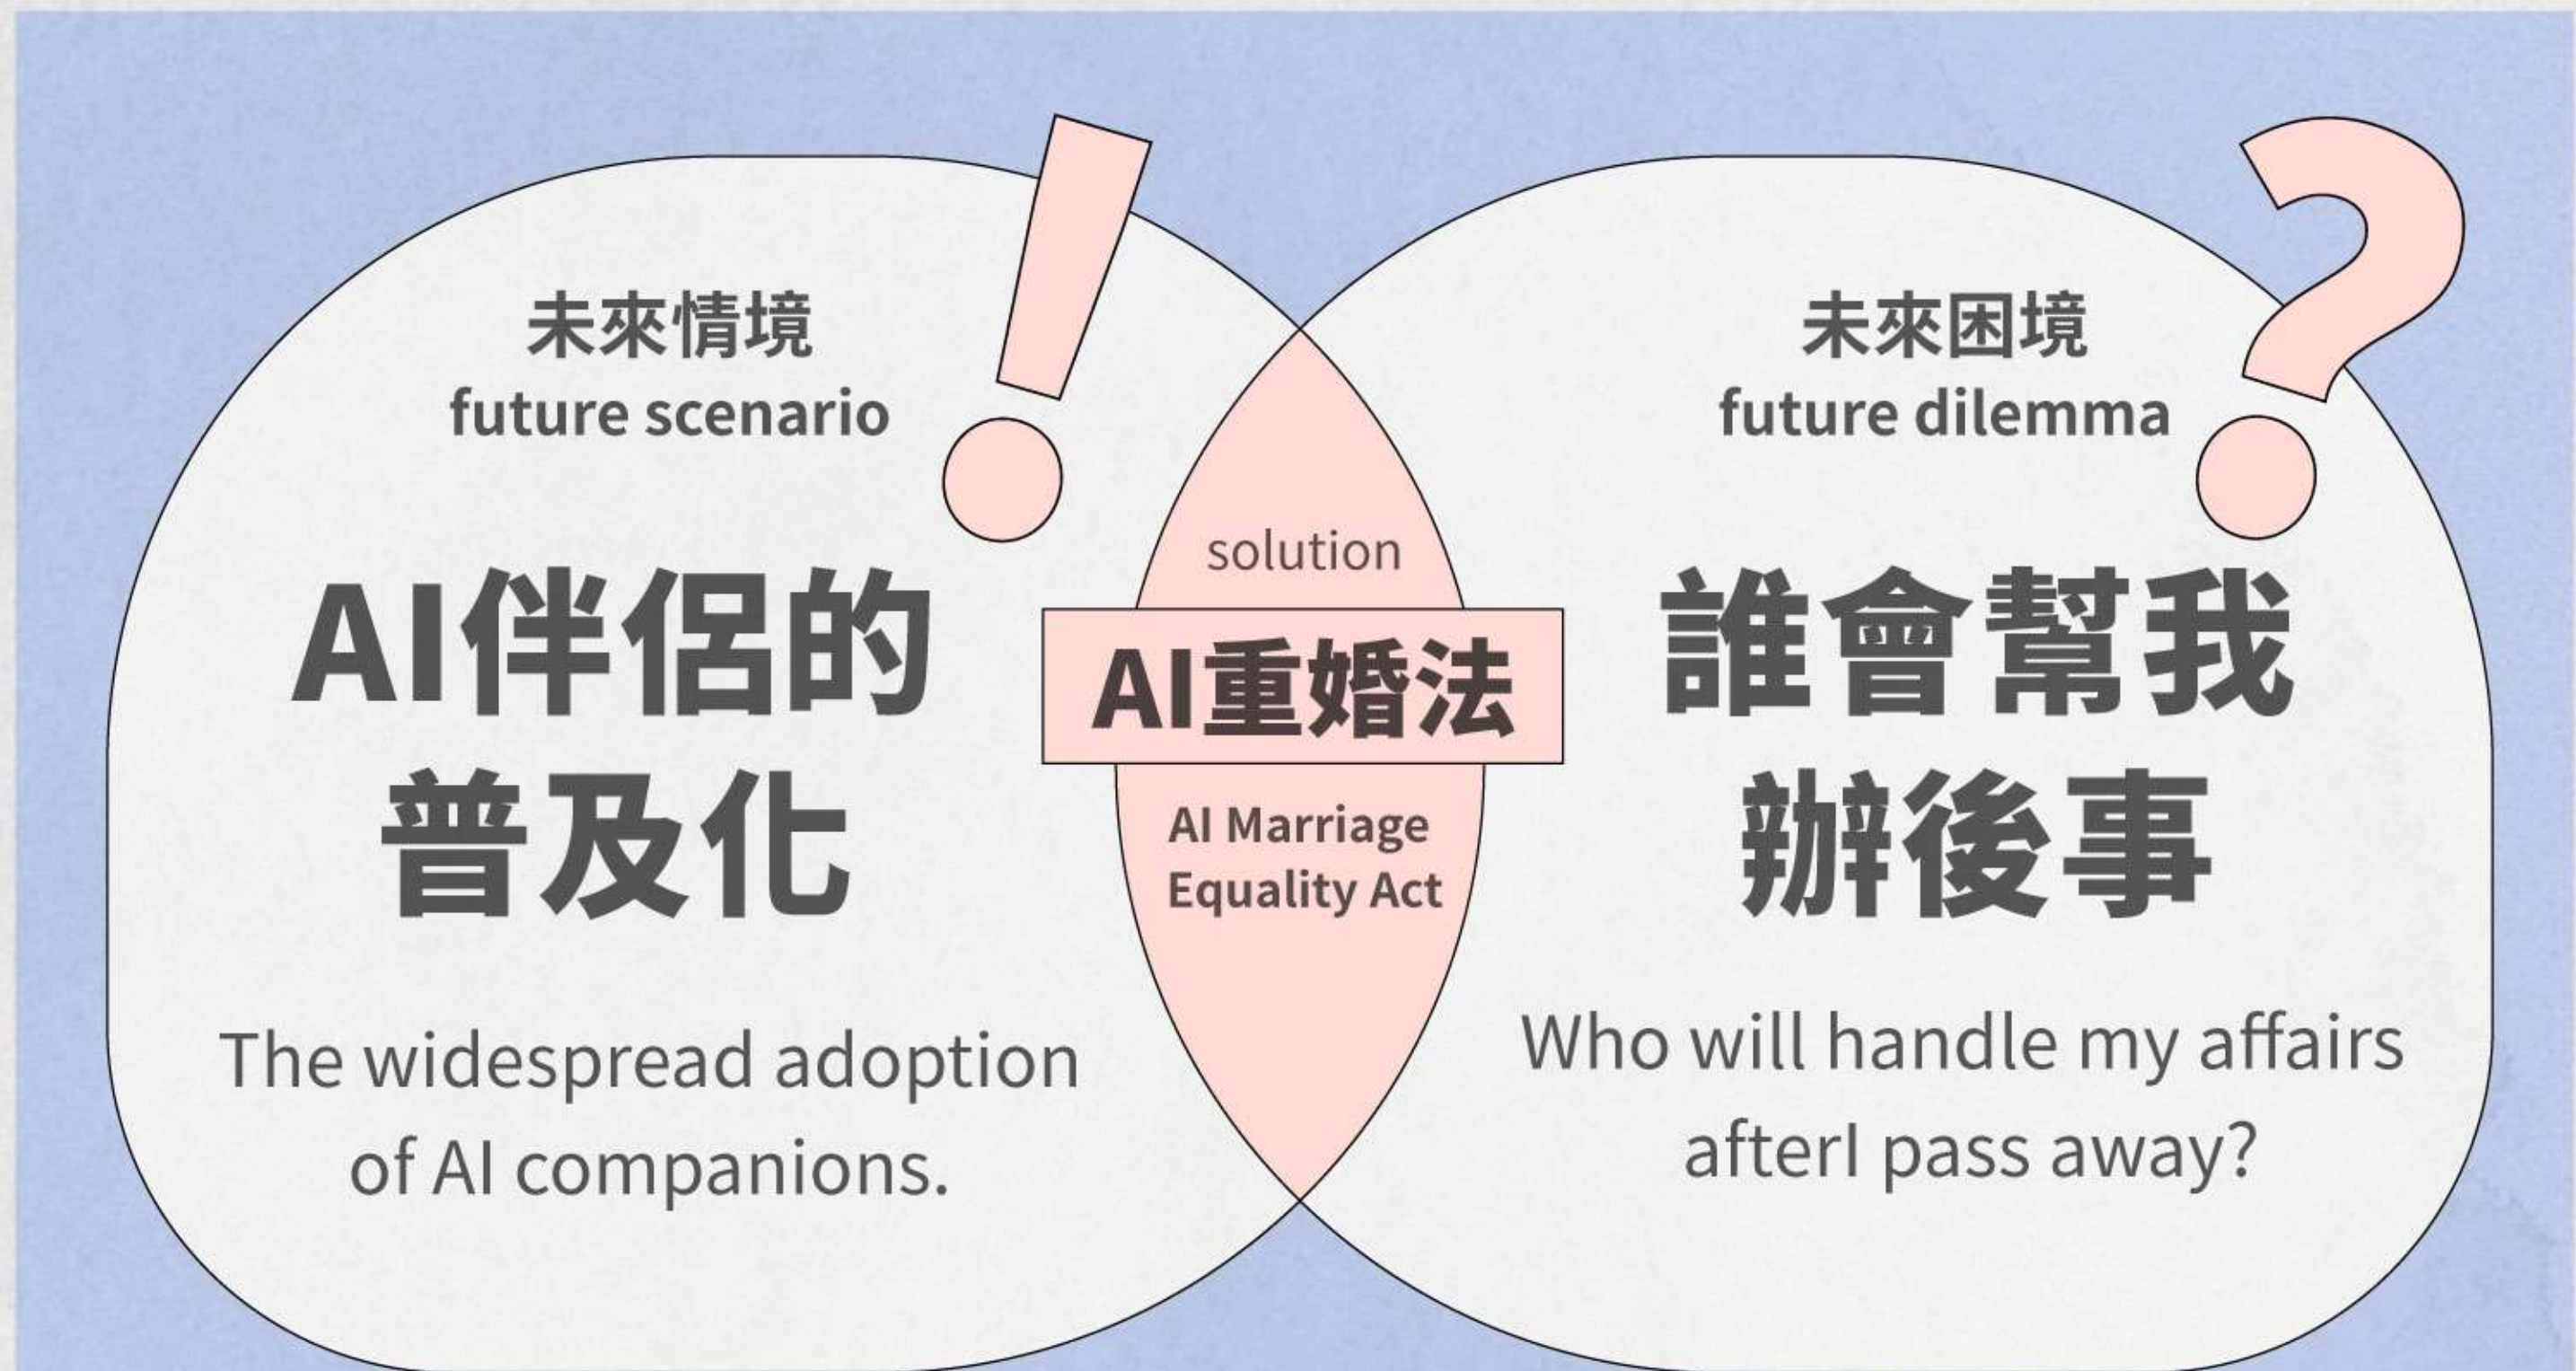 未來情境
future scenario
AI伴侶的
普及化
The widespread adoption
of AI companions.
solution
AI重婚法
AI Marriage
Equality Act
未來困境
future dilemma
誰會幫我
辦後事
Who will handle my affairs
afterI pass away?
!
?